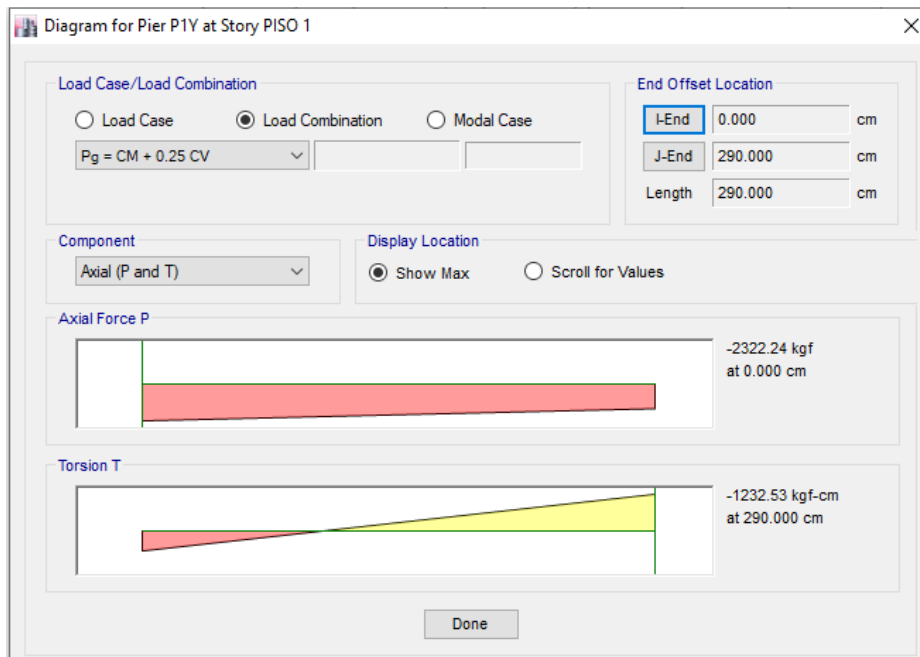 Diagram for Pier P1Y at Story PISO 1
Load Case/Load Combination
Load Case
Load Combination
Modal Case
Pg = CM + 0.25 CV
End Offset Location
I-End
0.000
cm
J-End
290.000
cm
Length
290.000
cm
Component
Axial (P and T)
Display Location
Show Max
Scroll for Values
Axial Force P
-2322.24 kgf
at 0.000 cm
Torsion T
-1232.53 kgf-cm
at 290.000 cm
Done